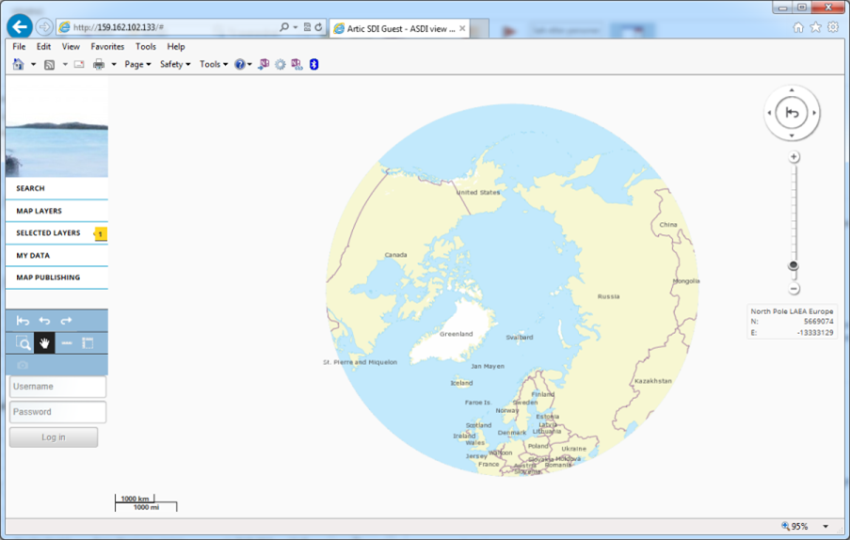 http://159.162.102.133/#
Artic SDI Guest - ASDI view ...
File Edit View Favorites Tools Help
Page Safety Tools
SEARCH
MAP LAYERS
SELECTED LAYERS 1
MY DATA
MAP PUBLISHING
Username
Password
Log in
United States
China
Canada
Mongolia
Russia
Greenland
Svalbard
St. Pierre and Miquelon
Jan Mayen
Iceland
Kazakhstan
Finland
Faroe Is.
Sweden
Norway
Estonia
Latvia
Scotland
Lithuania
Denmark
Ireland
Wales
Poland
Ukraine
Jersey
France
Moldova
Austria
Romania
North Pole LAEA Europe
N: 5669074
E: -13333129
1000 km
1000 mi
95%